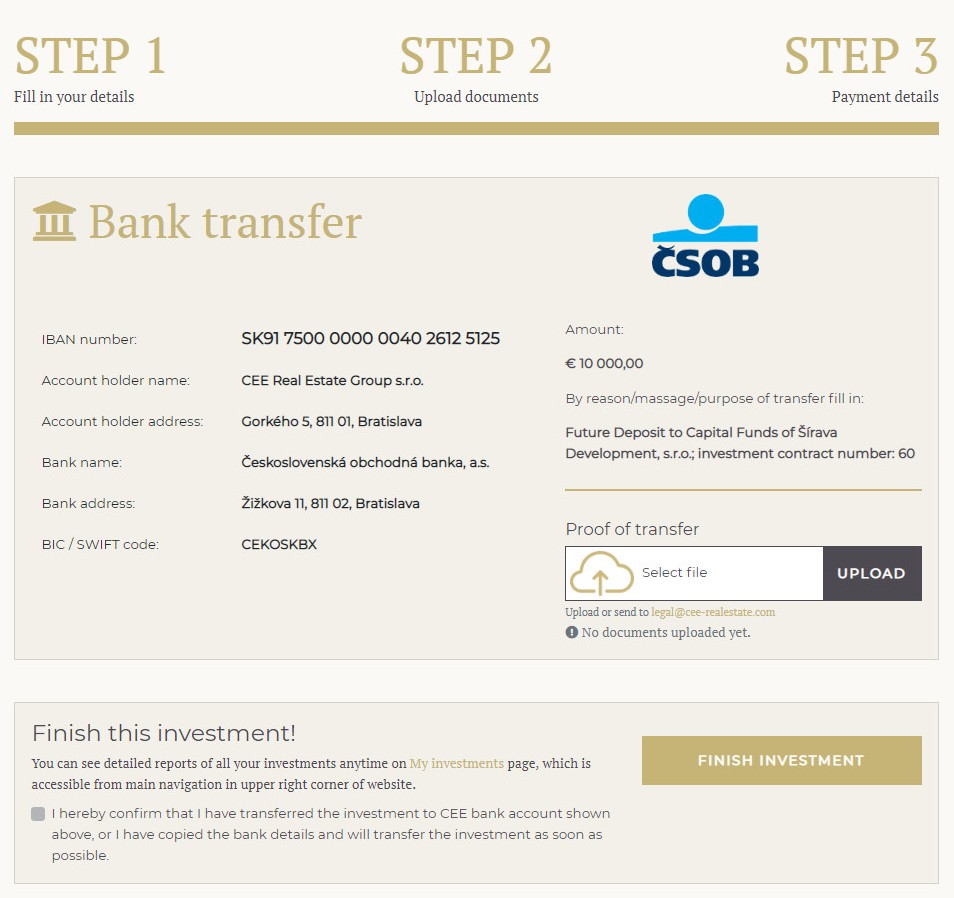 STEP 1
Fill in your details
STEP 2
Upload documents
STEP 3
Payment details
Bank transfer
ČSOB
IBAN number: SK91 7500 0000 0040 2612 5125
Account holder name: CEE Real Estate Group s.r.o.
Account holder address: Gorkého 5, 811 01, Bratislava
Bank name: Československá obchodná banka, a.s.
Bank address: Žižkova 11, 811 02, Bratislava
BIC / SWIFT code: CEKOSKBX
Amount:
€ 10 000,00
By reason/massage/purpose of transfer fill in:
Future Deposit to Capital Funds of Šírava
Development, s.r.o.; investment contract number: 60
Proof of transfer
Select file UPLOAD
Upload or send to legal@cee-realestate.com
No documents uploaded yet.
Finish this investment!
You can see detailed reports of all your investments anytime on My investments page, which is
accessible from main navigation in upper right corner of website.
I hereby confirm that I have transferred the investment to CEE bank account shown
above, or I have copied the bank details and will transfer the investment as soon as
possible.
FINISH INVESTMENT